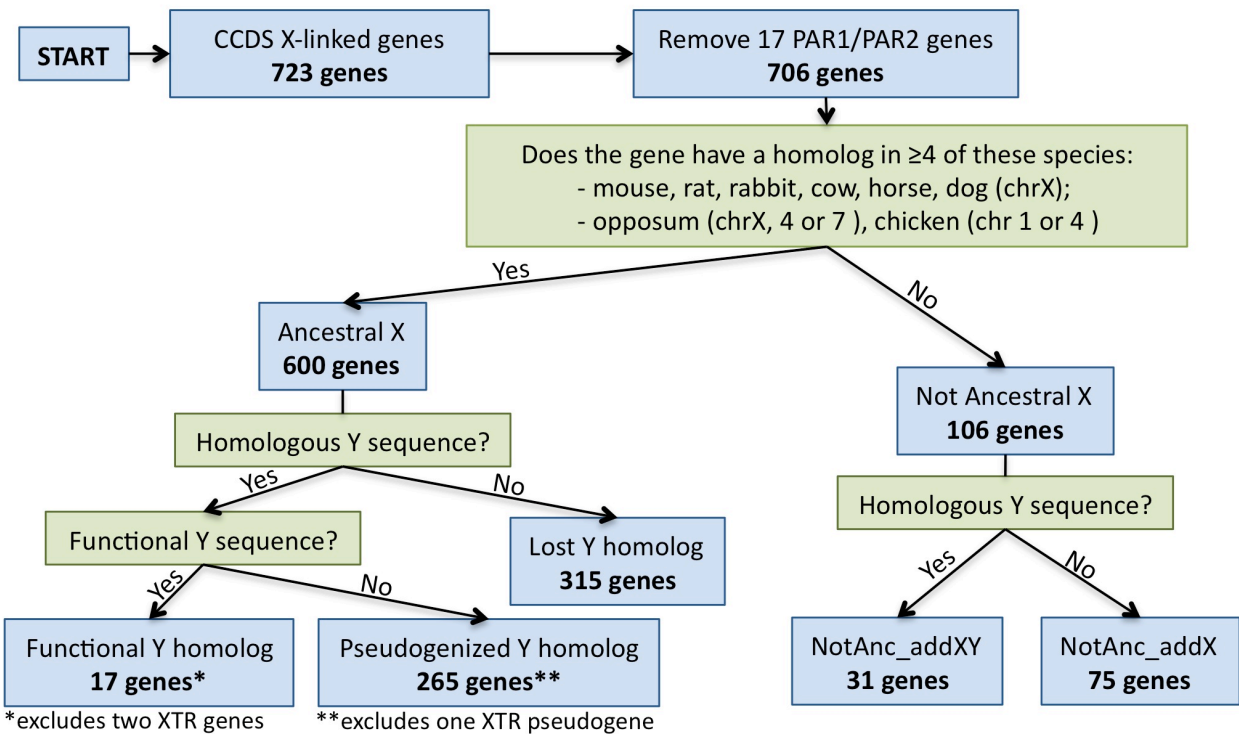 START
CCDS X-linked genes
723 genes
Remove 17 PAR1/PAR2 genes
706 genes
Does the gene have a homolog in ≥4 of these species:
- mouse, rat, rabbit, cow, horse, dog (chrX);
- opposum (chrX, 4 or 7 ), chicken (chr 1 or 4 )
Yes
No
Ancestral X
600 genes
Not Ancestral X
106 genes
Homologous Y sequence?
Yes
No
Homologous Y sequence?
Yes
No
Functional Y sequence?
Yes
No
Lost Y homolog
315 genes
Functional Y homolog
17 genes*
Pseudogenized Y homolog
265 genes**
NotAnc_addXY
31 genes
NotAnc_addX
75 genes
*excludes two XTR genes
**excludes one XTR pseudogene